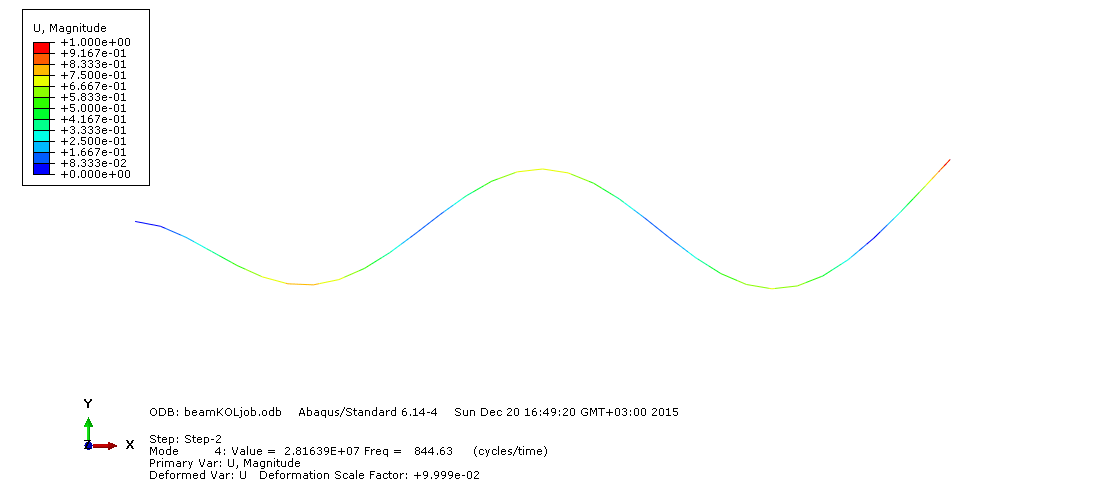 U, Magnitude
+1.000e+00
+9.167e-01
+8.333e-01
+7.500e-01
+6.667e-01
+5.833e-01
+5.000e-01
+4.167e-01
+3.333e-01
+2.500e-01
+1.667e-01
+8.333e-02
+0.000e+00
Y
X
ODB: beamKOLjob.odb Abaqus/Standard 6.14-4 Sun Dec 20 16:49:20 GMT+03:00 2015
Step: Step-2
Mode 4: Value = 2.81639E+07 Freq = 844.63 (cycles/time)
Primary Var: U, Magnitude
Deformed Var: U Deformation Scale Factor: +9.999e-02